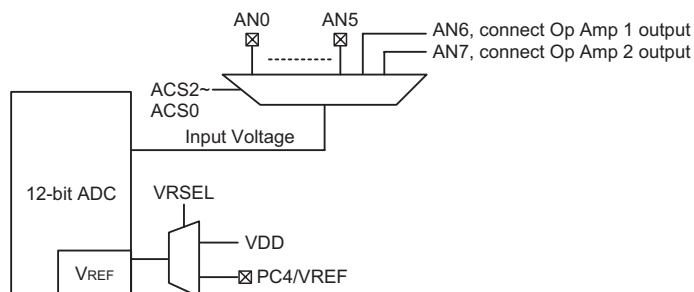 AN0
AN5
AN6, connect Op Amp 1 output
AN7, connect Op Amp 2 output
ACS2~
ACS0
Input Voltage
12-bit ADC
VRSEL
VDD
VREF
PC4/VREF